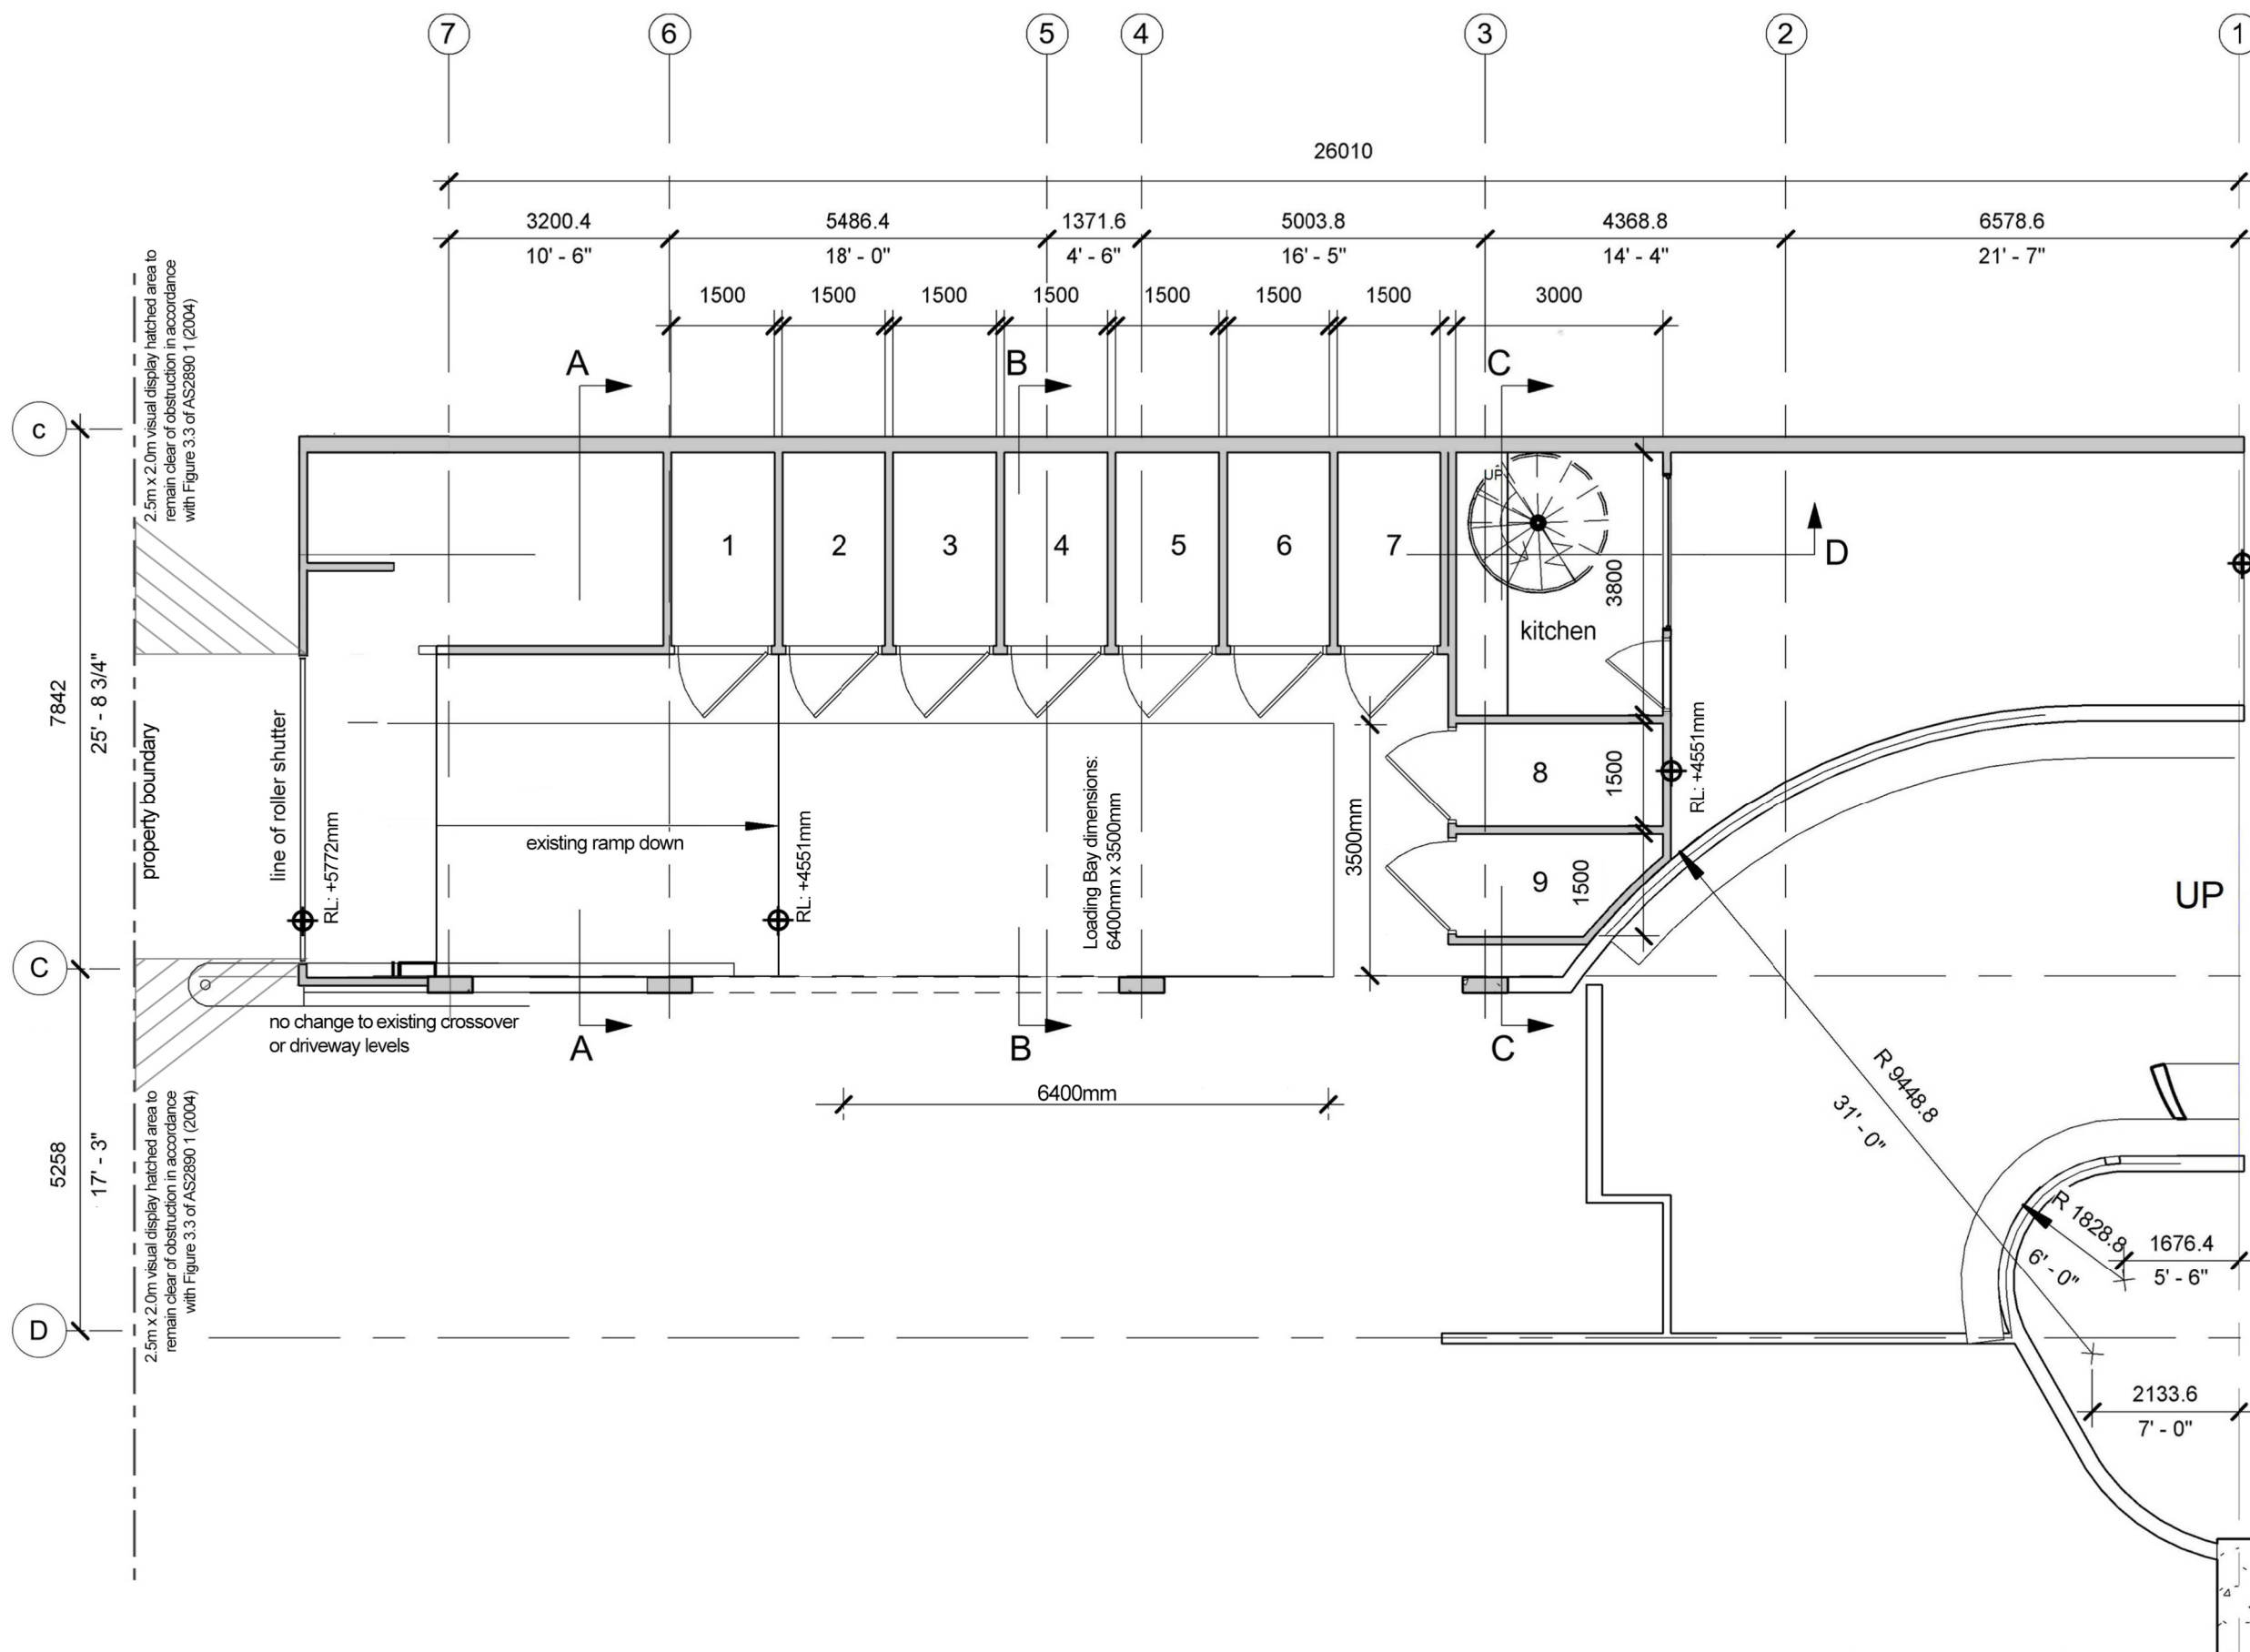 7
6
5
4
3
2
1
26010
3200.4
5486.4
1371.6
5003.8
4368.8
6578.6
10' - 6"
18' - 0"
4' - 6"
16' - 5"
14' - 4"
21' - 7"
1500
1500
1500
1500
1500
1500
1500
3000
A
B
C
c
2.5m x 2.0m visual display hatched area to
remain clear of obstruction in accordance
with Figure 3.3 of AS2890 1 (2004)
UP
1
2
3
4
5
6
7
D
3800
kitchen
7842
25' - 8 3/4"
property boundary
line of roller shutter
RL: +5772mm
existing ramp down
RL: +4551mm
Loading Bay dimensions:
6400mm x 3500mm
3500mm
8
1500
RL: +4551mm
9
1500
UP
C
no change to existing crossover
or driveway levels
A
B
C
6400mm
R 9448.8
31' - 0"
5258
17' - 3"
2.5m x 2.0m visual display hatched area to
remain clear of obstruction in accordance
with Figure 3.3 of AS2890 1 (2004)
R 1828.8
6' - 0"
1676.4
5' - 6"
D
2133.6
7' - 0"